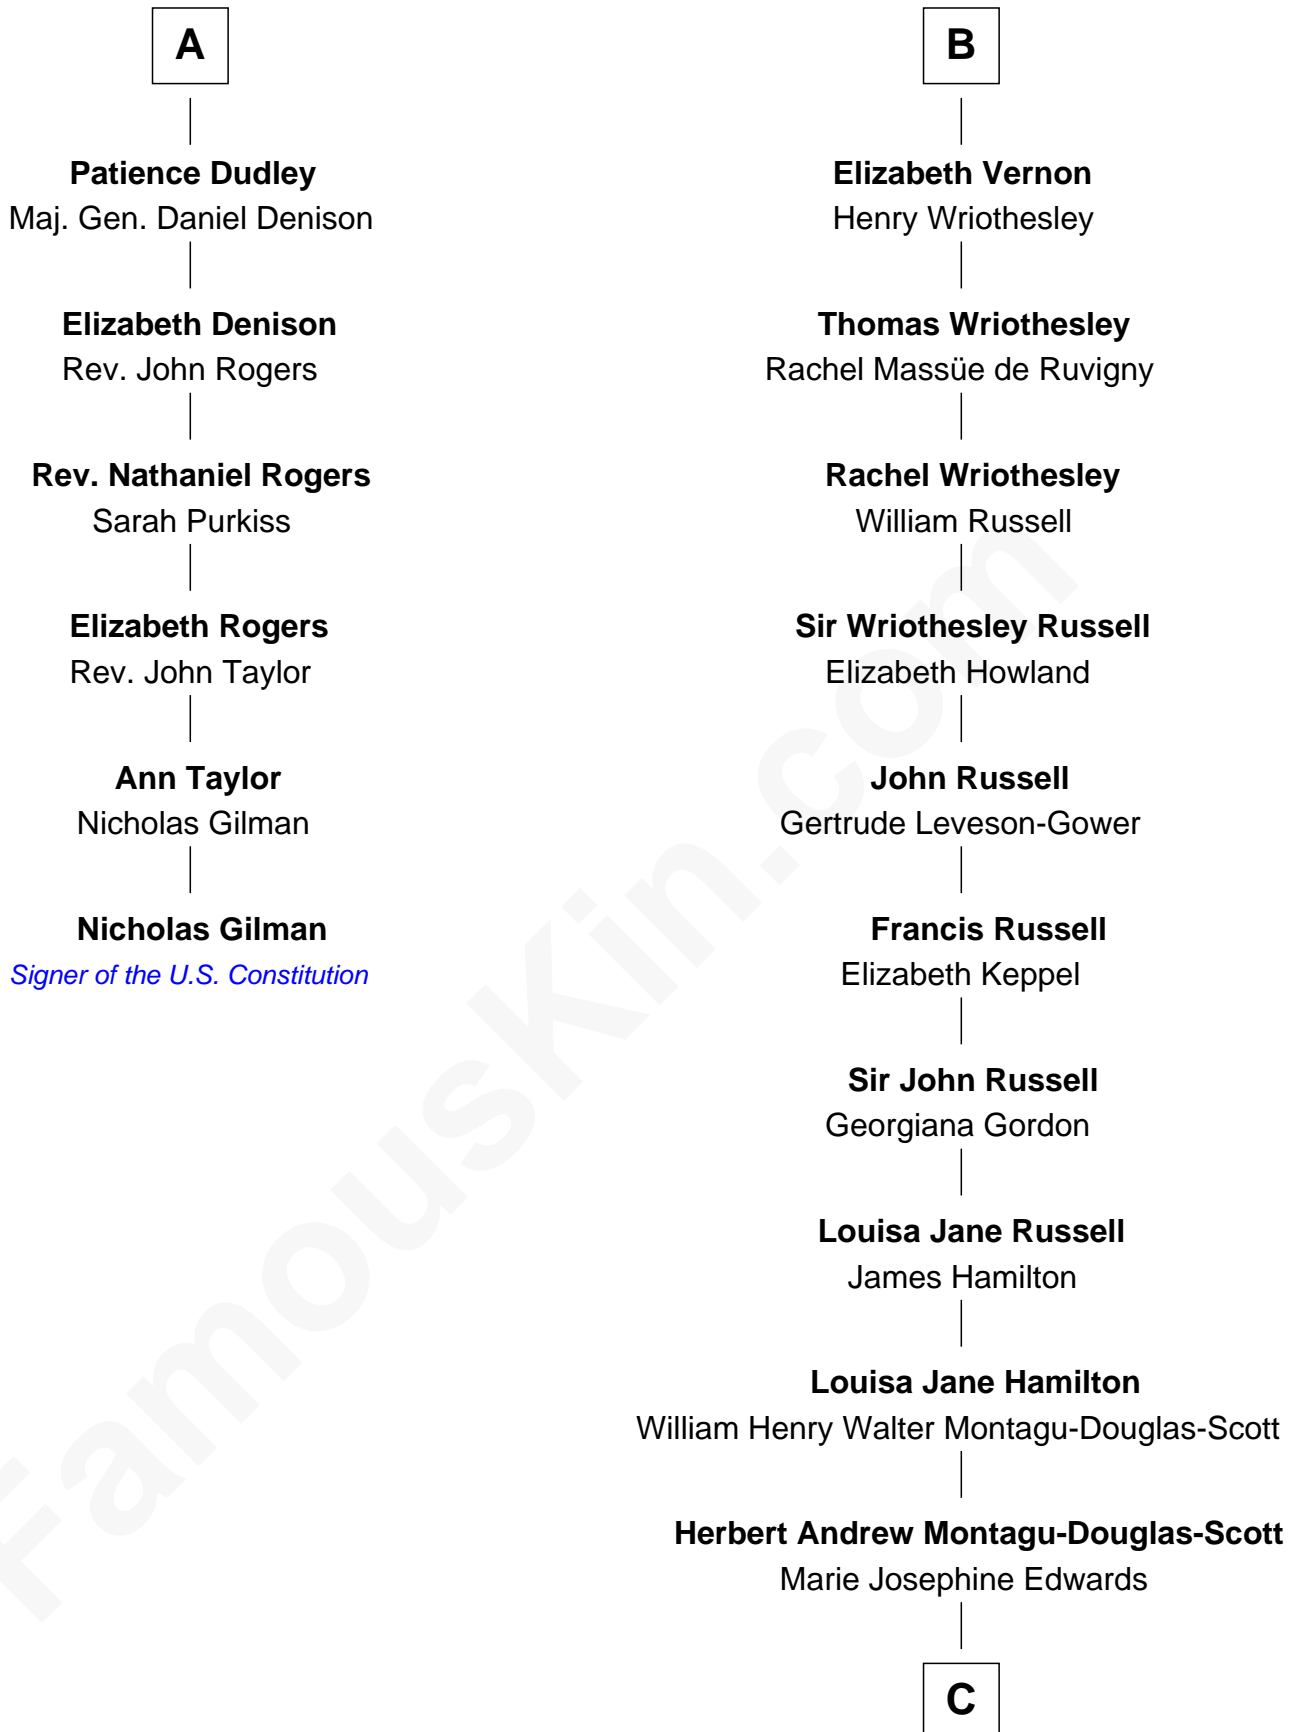 A
Patience Dudley
Maj. Gen. Daniel Denison
Elizabeth Denison
Rev. John Rogers
Rev. Nathaniel Rogers
Sarah Purkiss
Elizabeth Rogers
Rev. John Taylor
Ann Taylor
Nicholas Gilman
Nicholas Gilman
Signer of the U.S. Constitution
B
Elizabeth Vernon
Henry Wriothesley
Thomas Wriothesley
Rachel Massüe de Ruvigny
Rachel Wriothesley
William Russell
Sir Wriothesley Russell
Elizabeth Howland
John Russell
Gertrude Leveson-Gower
Francis Russell
Elizabeth Keppel
Sir John Russell
Georgiana Gordon
Louisa Jane Russell
James Hamilton
Louisa Jane Hamilton
William Henry Walter Montagu-Douglas-Scott
Herbert Andrew Montagu-Douglas-Scott
Marie Josephine Edwards
C
FamousKin.com